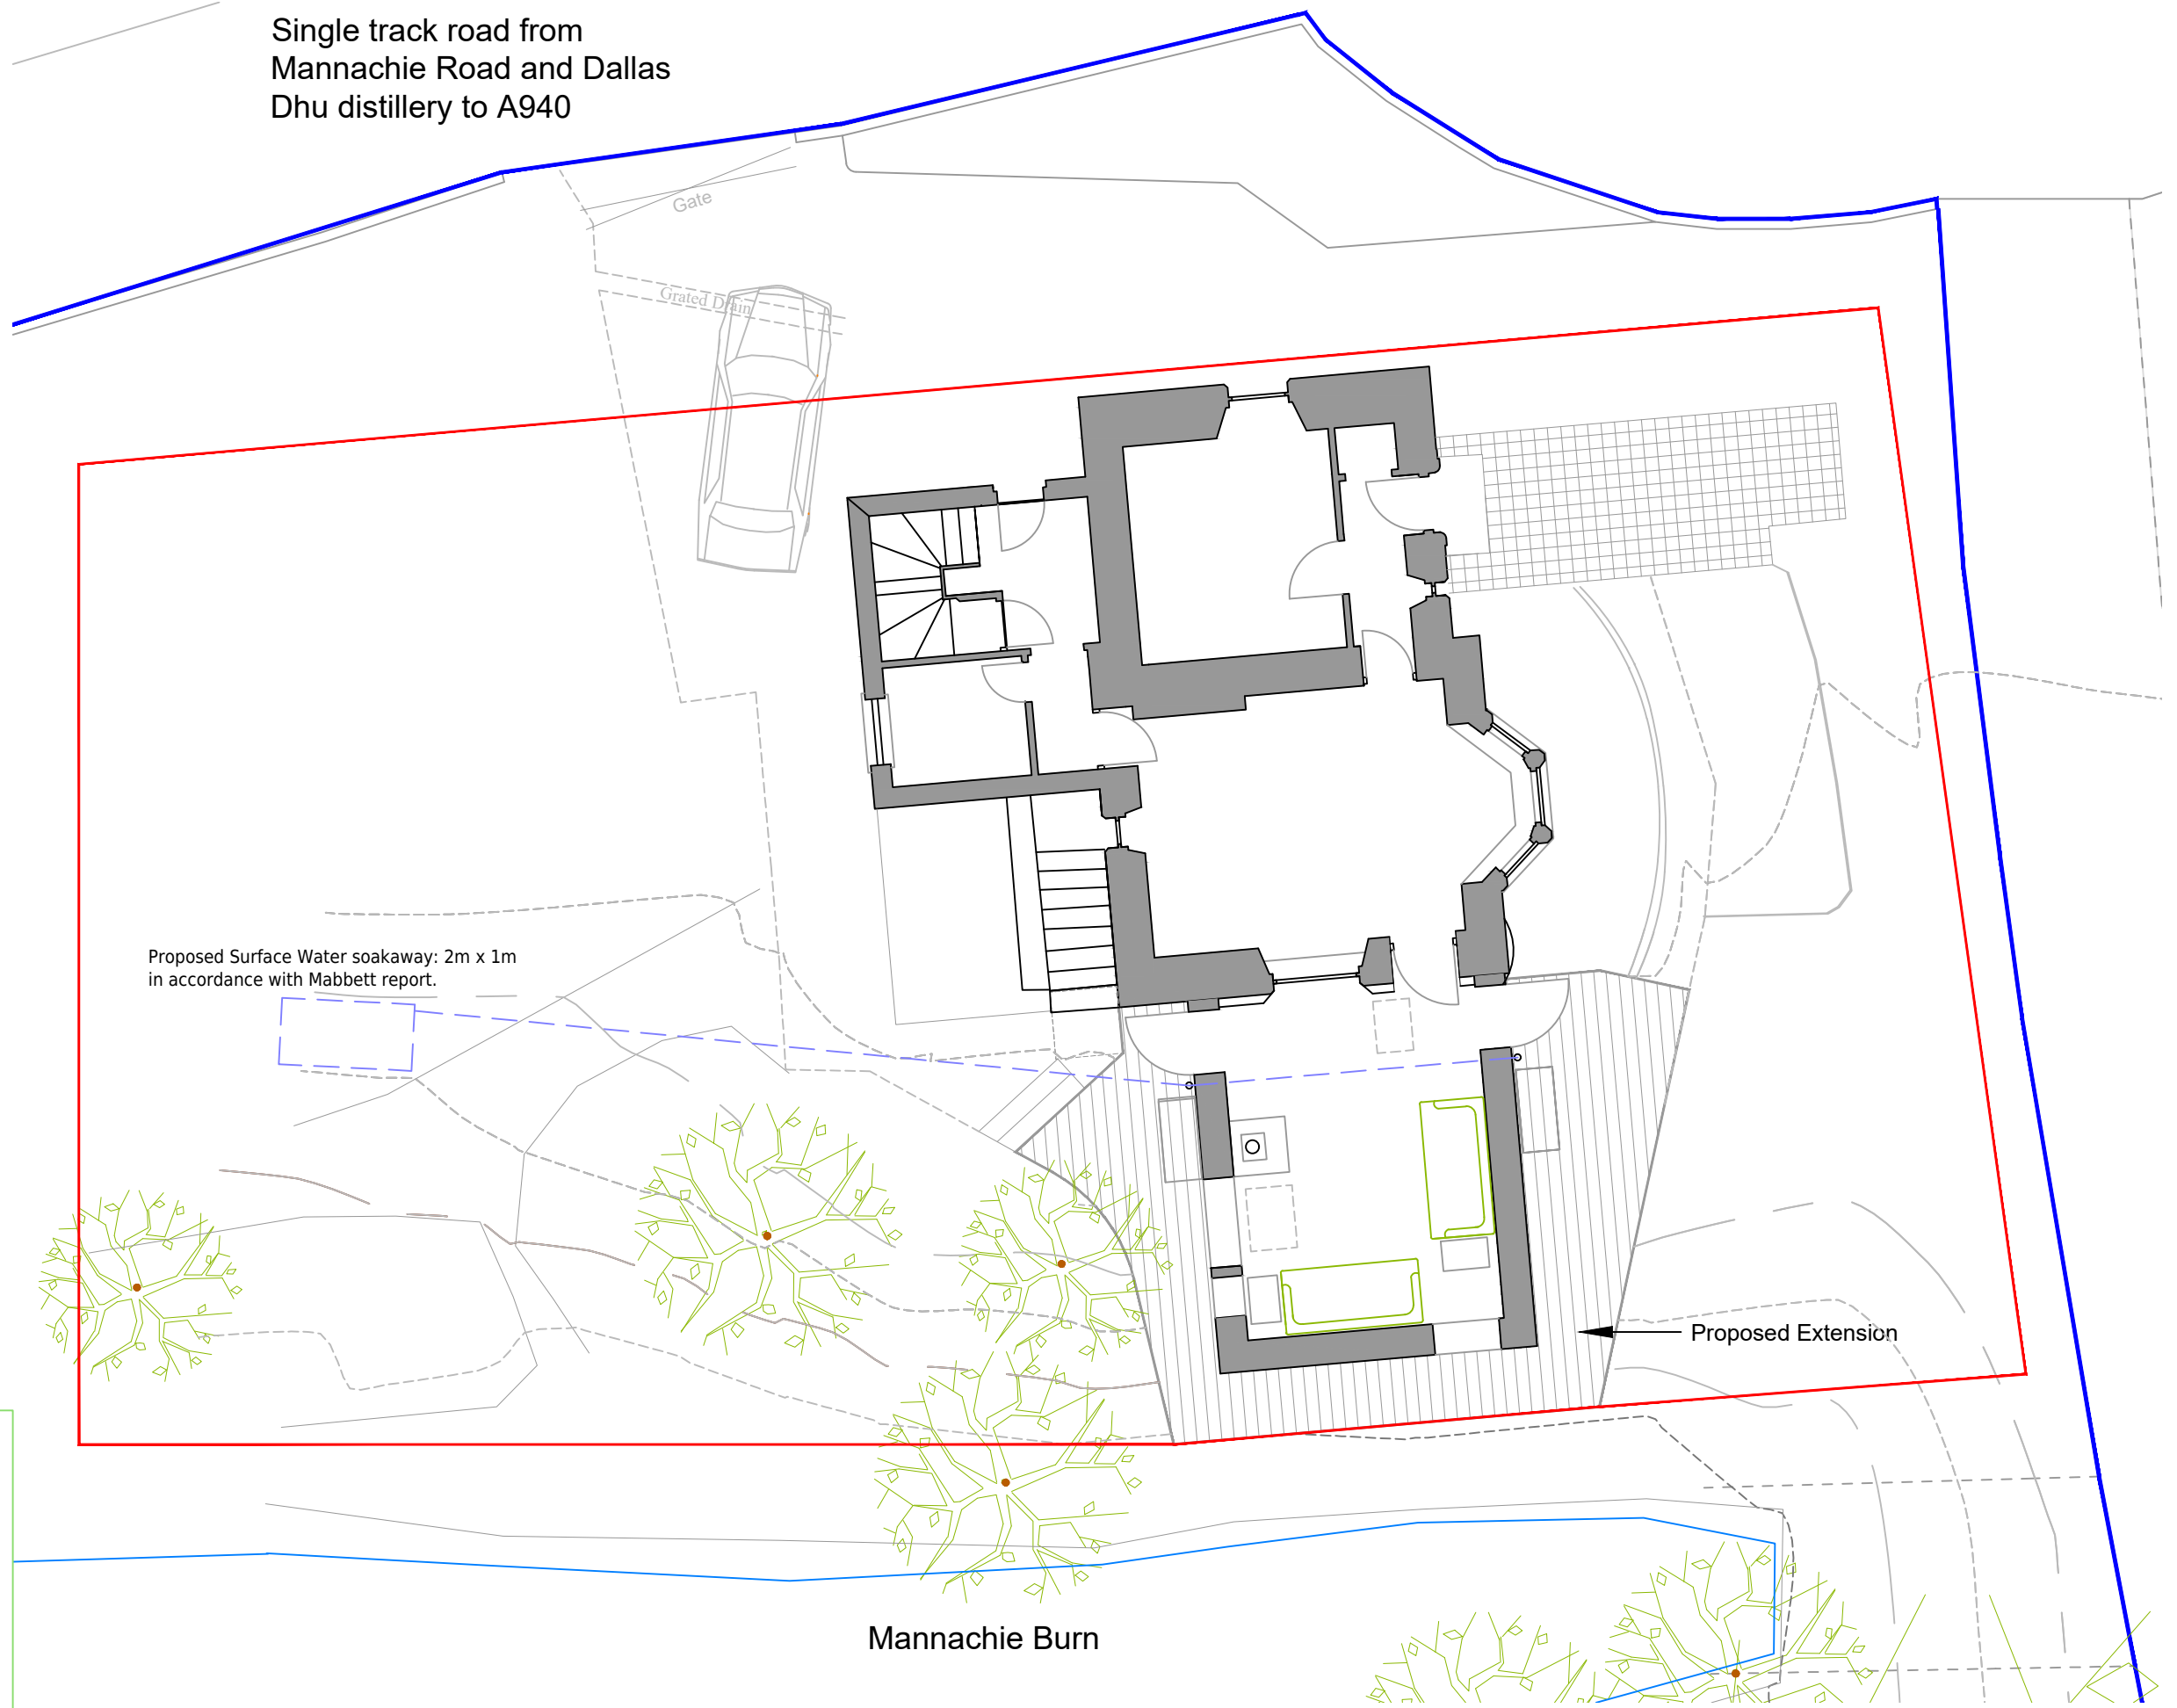 Single track road from
Mannachie Road and Dallas
Dhu distillery to A940
Gate
Grated Drain
Proposed Surface Water soakaway: 2m x 1m
in accordance with Mabbett report.
Proposed Extension
Mannachie Burn